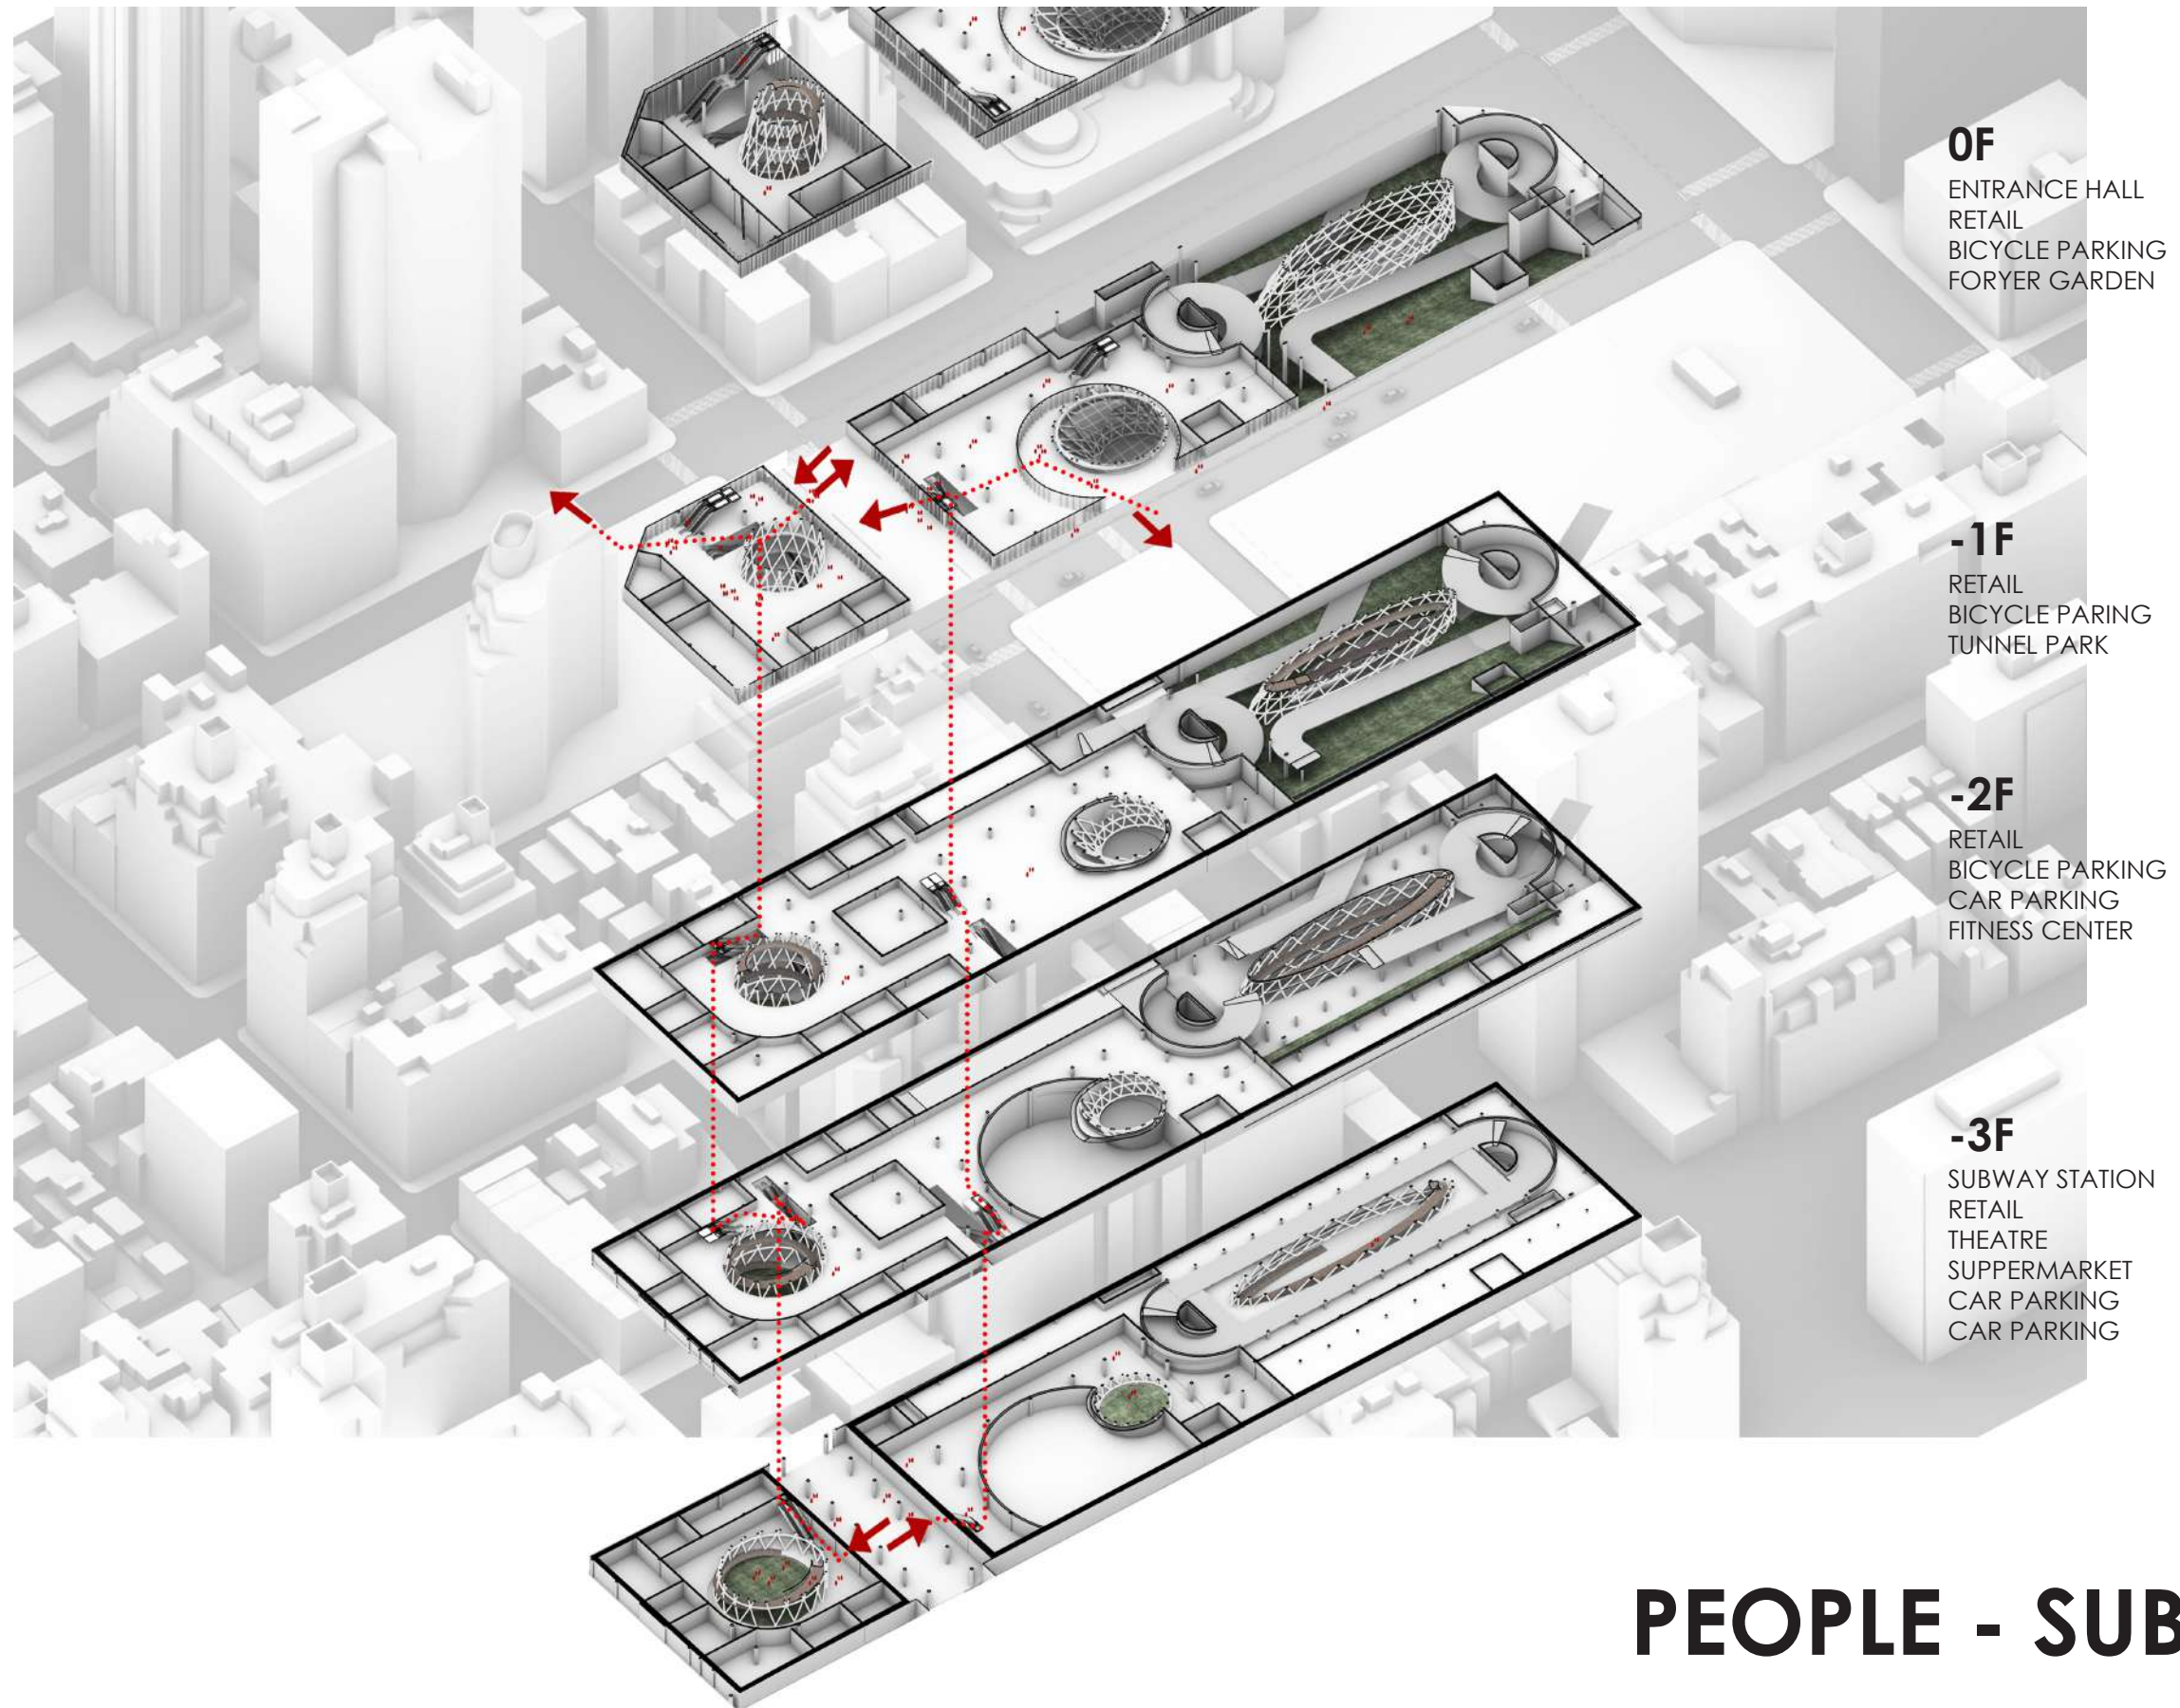 0F
ENTRANCE HALL
RETAIL
BICYCLE PARKING
FORYER GARDEN
-1F
RETAIL
BICYCLE PARING
TUNNEL PARK
-2F
RETAIL
BICYCLE PARKING
CAR PARKING
FITNESS CENTER
-3F
SUBWAY STATION
RETAIL
THEATRE
SUPPERMARKET
CAR PARKING
CAR PARKING
PEOPLE - SUB